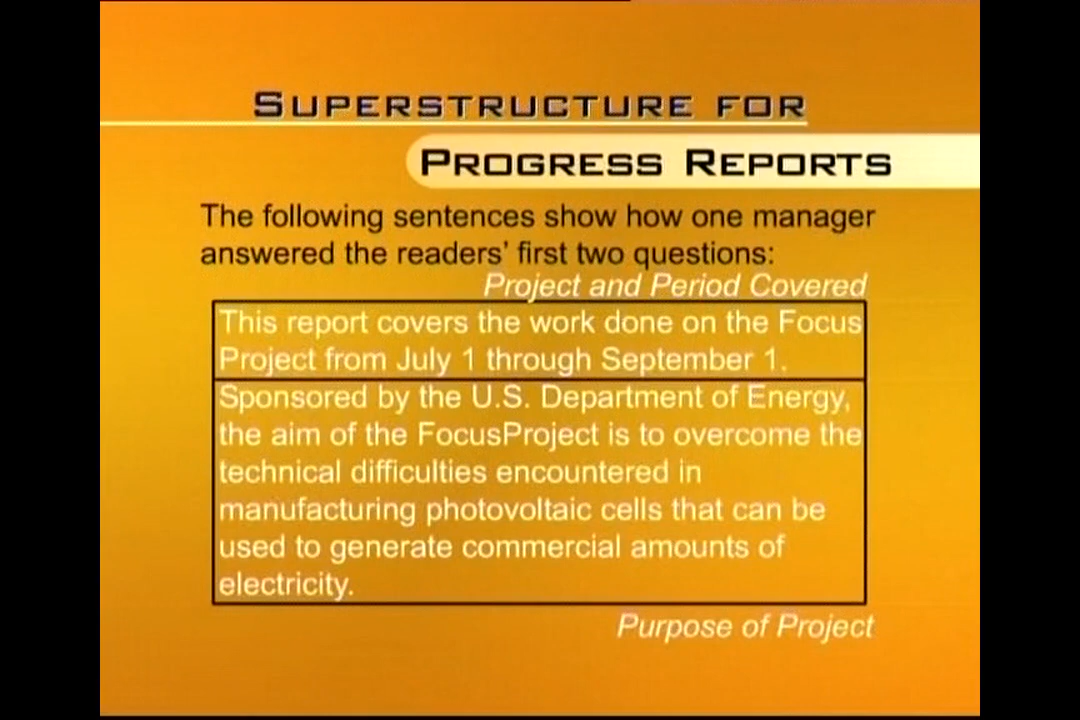 SUPERSTRUCTURE FOR
PROGRESS REPORTS
The following sentences show how one manager
answered the readers' first two questions:
Project and Period Covered
This report covers the work done on the Focus
Project from July 1 through September 1.
Sponsored by the U.S. Department of Energy,
the aim of the FocusProject is to overcome the
technical difficulties encountered in
manufacturing photovoltaic cells that can be
used to generate commercial amounts of
electricity.
Purpose of Project